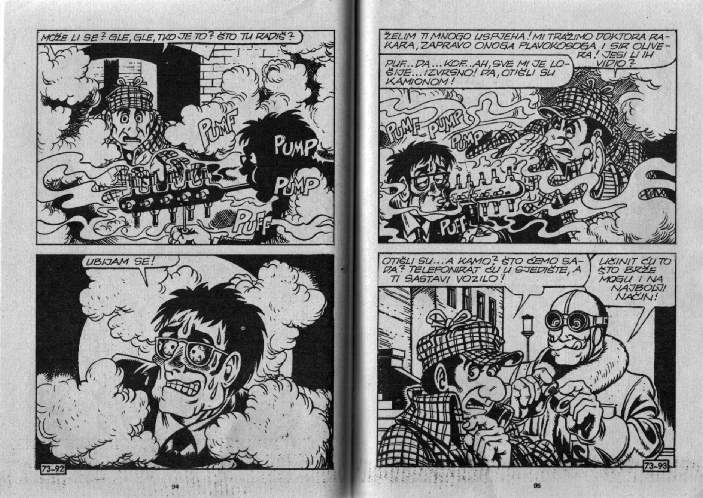 MOŽE LI SE? GLE, GLE, TKO JE TO? ŠTO TU RADIŠ?
PUMF
PUMP
PUMP
PUFF
UBIJAM SE!
73-92
94
ŽELIM TI MNOGO USPJEHA! MI TRAŽIMO DOKTORA RA-
KARA, ZAPRAVO ONOGA PLAVOKOSOGA, I SIR OLIVE-
RA! JESI LI IH
VIDIO?
PUF...DA...KOF..AH, SVE MI JE LO-
ŠIJE...IZVRSNO! DA, OTIŠLI SU
KAMIONOM!
PUMF
PUMP
PUMP
PUFF
OTIŠLI SU...A KAMO? ŠTO ĆEMO SA-
DA? TELEFONIRAT ĆU U SJEDIŠTE, A
TI SASTAVI VOZILO!
UČINIT ĆU TO
ŠTO BRŽE
MOGU I NA
NAJBOLJI
NAČIN!
73-93
95